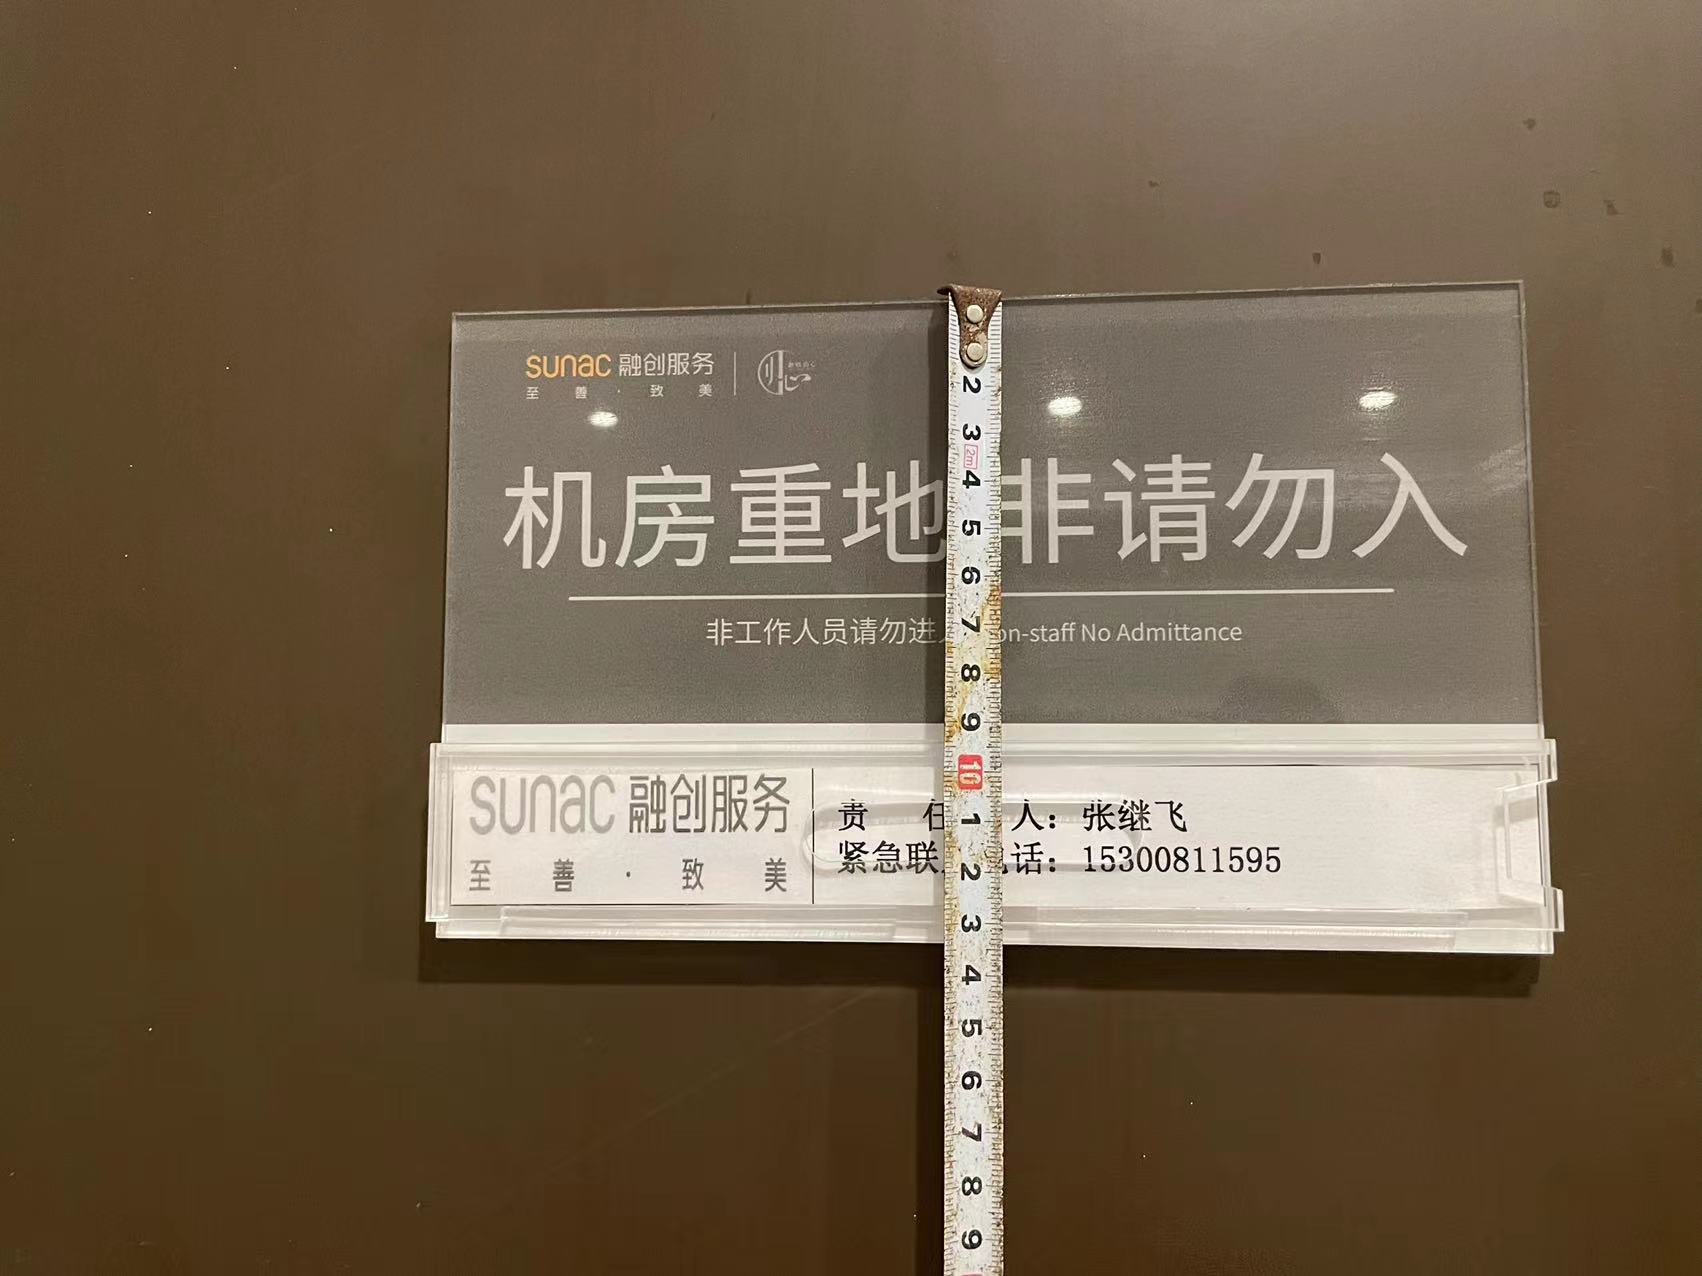 sunac 融创服务
至善·致美
机房重地 非请勿入
非工作人员请勿进 on-staff No Admittance
sunac 融创服务
至善·致美
责任人：张继飞
紧急联 话：15300811595
2 3 2m 4 5 6 7 8 9 10 1 2 3 4 5 6 7 8 9